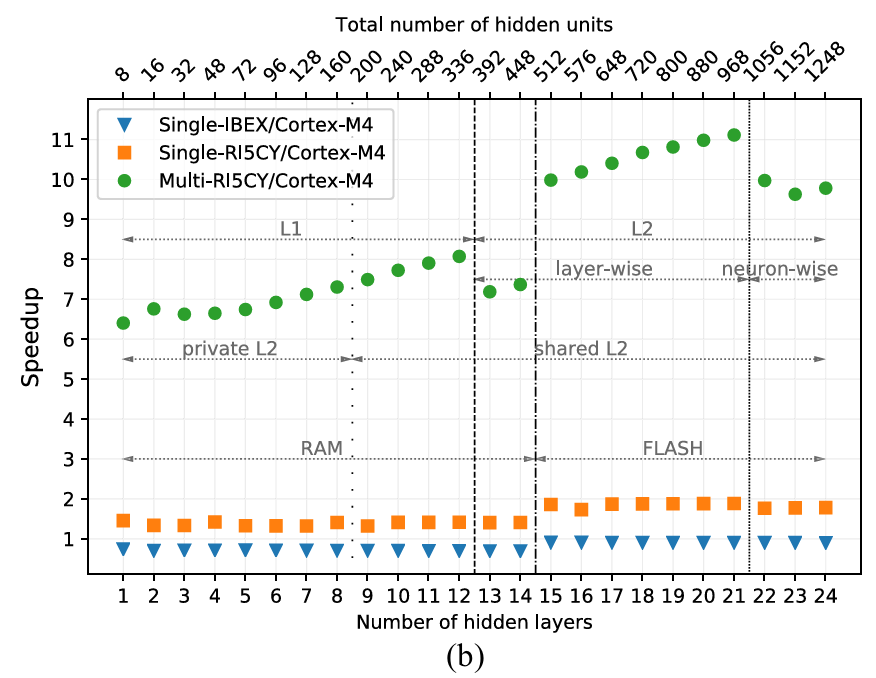 Total number of hidden units
8 16 32 48 72 96 128 160 200 240 288 336 392 448 512 576 648 720 800 880 968 1056 1152 1248
Single-IBEX/Cortex-M4
Single-RI5CY/Cortex-M4
Multi-RI5CY/Cortex-M4
11
10
9
8
7
6
5
4
3
2
1
Speedup
L1 L2
layer-wise neuron-wise
private L2 shared L2
RAM FLASH
1 2 3 4 5 6 7 8 9 10 11 12 13 14 15 16 17 18 19 20 21 22 23 24
Number of hidden layers
(b)